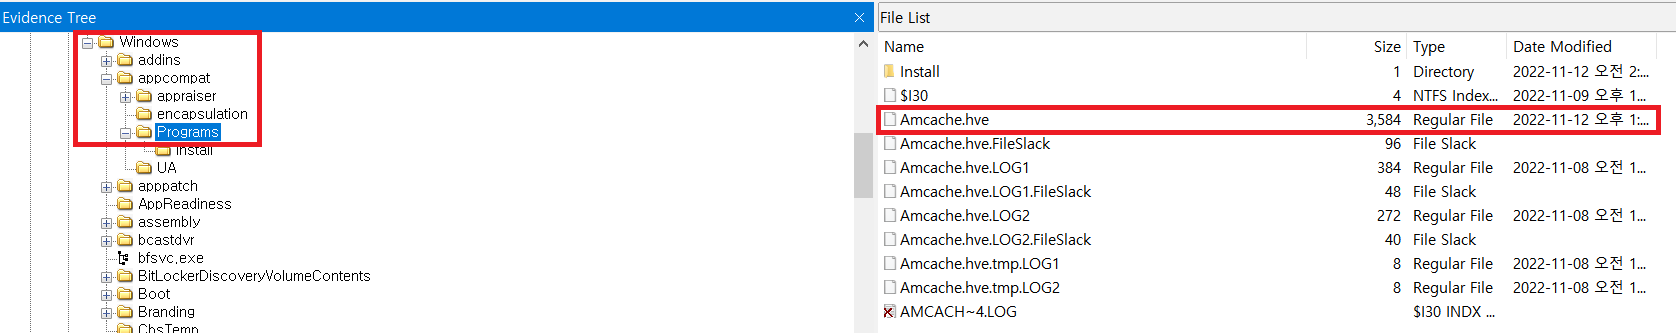 Evidence Tree
Windows
addins
appcompat
appraiser
encapsulation
Programs
Install
UA
apppatch
AppReadiness
assembly
bcastdvr
bfsvc.exe
BitLockerDiscoveryVolumeContents
Boot
Branding
CbsTemp
File List
Name Size Type Date Modified
Install 1 Directory 2022-11-12 오전 2:...
$I30 4 NTFS Index... 2022-11-09 오후 1...
Amcache.hve 3,584 Regular File 2022-11-12 오후 1:...
Amcache.hve.FileSlack 96 File Slack
Amcache.hve.LOG1 384 Regular File 2022-11-08 오전 1...
Amcache.hve.LOG1.FileSlack 48 File Slack
Amcache.hve.LOG2 272 Regular File 2022-11-08 오전 1...
Amcache.hve.LOG2.FileSlack 40 File Slack
Amcache.hve.tmp.LOG1 8 Regular File 2022-11-08 오전 1...
Amcache.hve.tmp.LOG2 8 Regular File 2022-11-08 오전 1...
AMCACH~4.LOG $I30 INDX ...